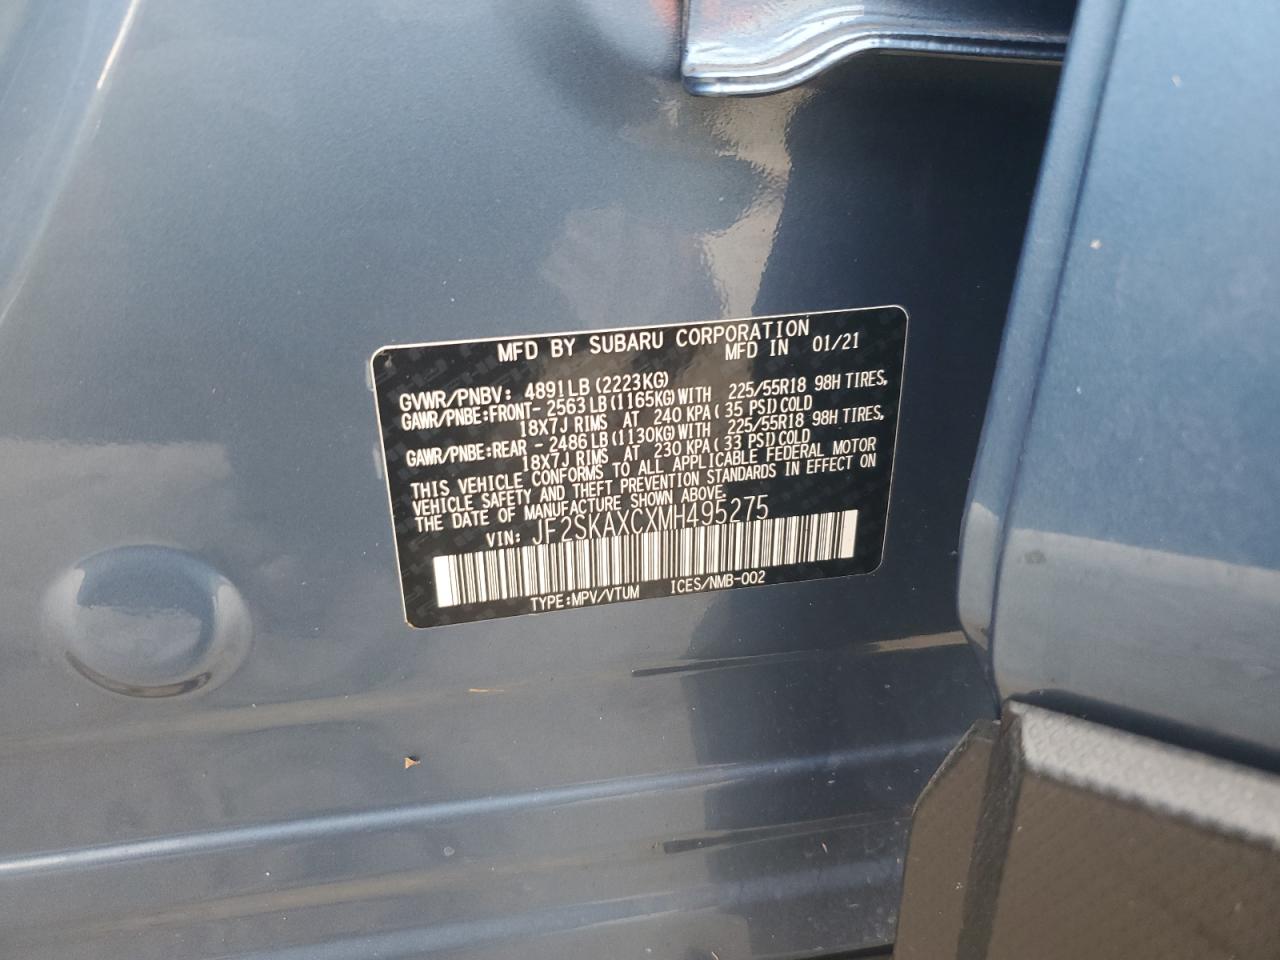 MFD BY SUBARU CORPORATION
MFD IN 01/21
GVWR/PNBV: 4891LB(2223KG)
GAWR/PNBE:FRONT- 2563LB(1165KG)WITH 225/55R18 98H TIRES,
18X7J RIMS AT 240 KPA( 35 PSI)COLD
GAWR/PNBE:REAR - 2486LB(1130KG)WITH 225/55R18 98H TIRES,
18X7J RIMS AT 230 KPA( 33 PSI)COLD
THIS VEHICLE CONFORMS TO ALL APPLICABLE FEDERAL MOTOR
VEHICLE SAFETY AND THEFT PREVENTION STANDARDS IN EFFECT ON
THE DATE OF MANUFACTURE SHOWN ABOVE.
VIN: JF2SKAXCXMH495275
TYPE:MPV/VTUM ICES/NMB-002